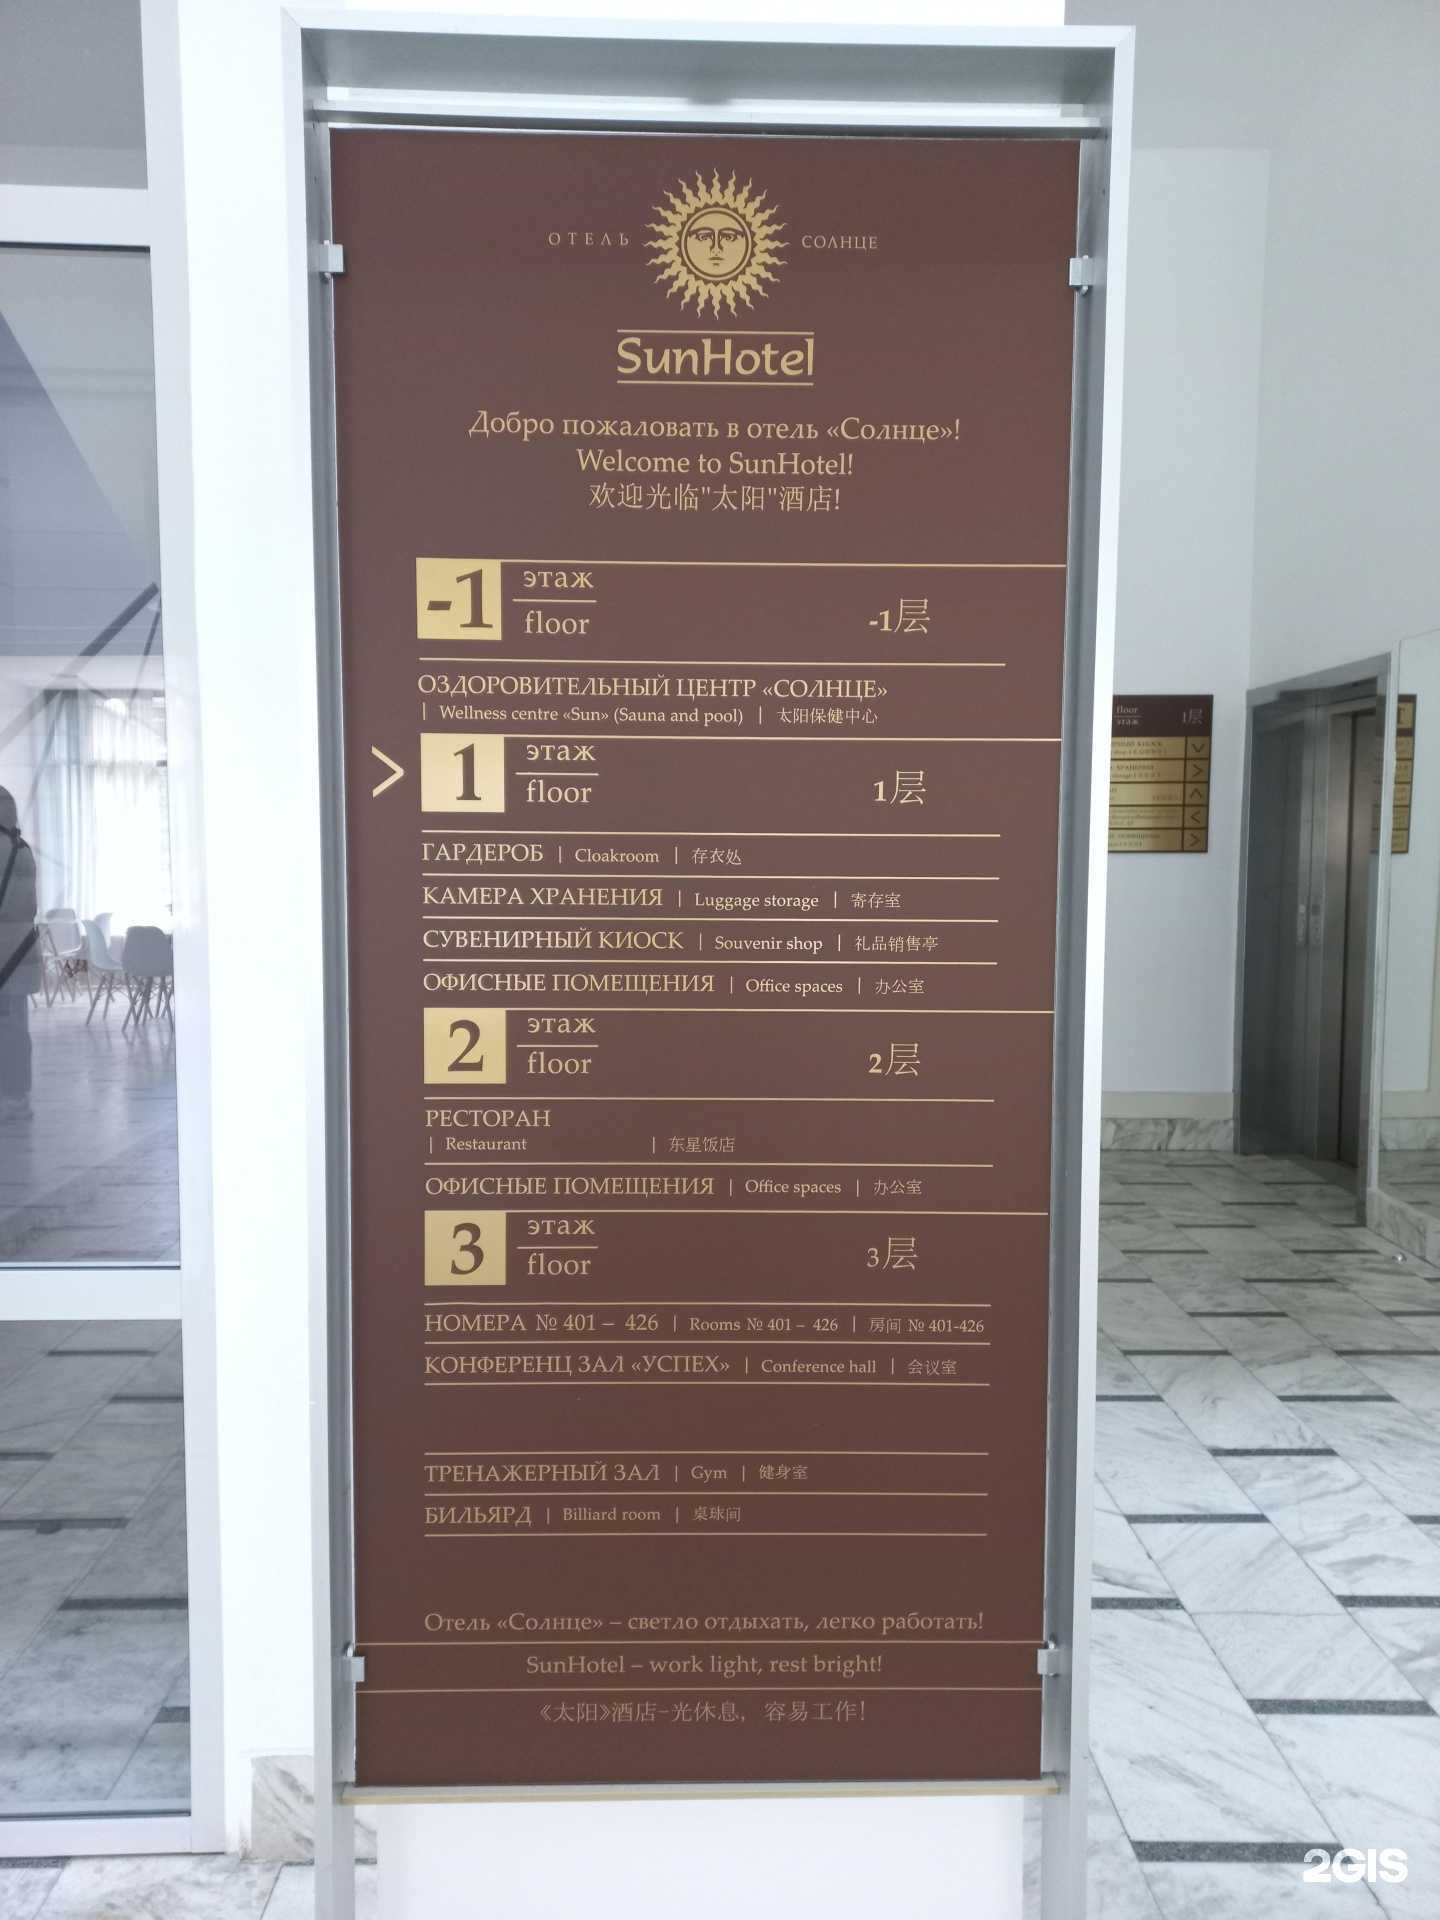 ОТЕЛЬ СОЛНЦЕ
SunHotel
Добро пожаловать в отель «Солнце»!
Welcome to SunHotel!
欢迎光临"太阳"酒店!
-1 этаж
floor
-1层
ОЗДОРОВИТЕЛЬНЫЙ ЦЕНТР «СОЛНЦЕ»
| Wellness centre «Sun» (Sauna and pool) | 太阳保健中心
> 1 этаж
floor
1层
ГАРДЕРОБ | Cloakroom | 存衣处
КАМЕРА ХРАНЕНИЯ | Luggage storage | 寄存室
СУВЕНИРНЫЙ КИОСК | Souvenir shop | 礼品销售亭
ОФИСНЫЕ ПОМЕЩЕНИЯ | Office spaces | 办公室
2 этаж
floor
2层
РЕСТОРАН
| Restaurant | 东星饭店
ОФИСНЫЕ ПОМЕЩЕНИЯ | Office spaces | 办公室
3 этаж
floor
3层
НОМЕРА № 401 – 426 | Rooms № 401 – 426 | 房间 № 401-426
КОНФЕРЕНЦ ЗАЛ «УСПЕХ» | Conference hall | 会议室
ТРЕНАЖЕРНЫЙ ЗАЛ | Gym | 健身室
БИЛЬЯРД | Billiard room | 桌球间
Отель «Солнце» – светло отдыхать, легко работать!
SunHotel – work light, rest bright!
《太阳》酒店-光休息，容易工作!
floor
этаж
1层
2GIS